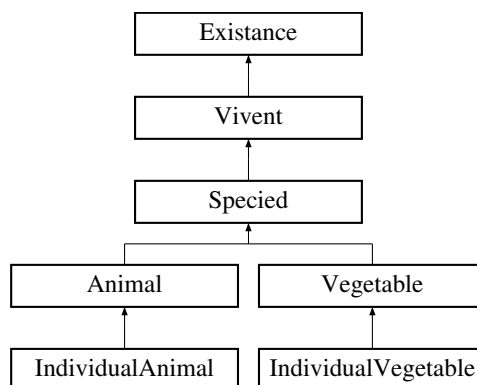 Existance
Vivent
Specied
Animal
Vegetable
IndividualAnimal
IndividualVegetable